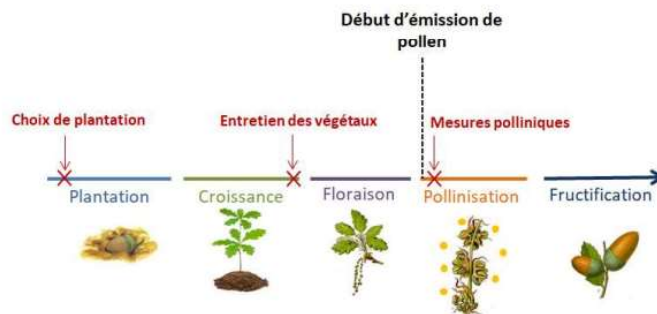 Début d’émission de
pollen
Choix de plantation
Entretien des végétaux
Mesures polliniques
Plantation
Croissance
Floraison
Pollinisation
Fructification